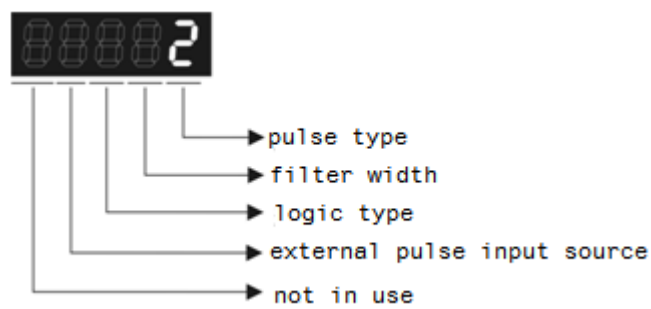 2
pulse type
filter width
logic type
external pulse input source
not in use